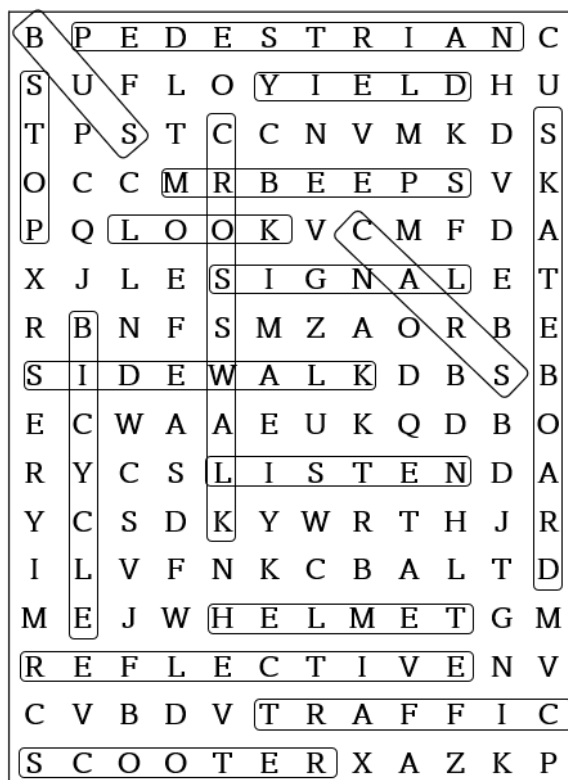 B P E D E S T R I A N C
S U F L O Y I E L D H U
T P S T C C N V M K D S
O C C M R B E E P S V K
P Q L O O K V C M F D A
X J L E S I G N A L E T
R B N F S M Z A O R B E
S I D E W A L K D B S B
E C W A A E U K Q D B O
R Y C S L I S T E N D A
Y C S D K Y W R T H J R
I L V F N K C B A L T D
M E J W H E L M E T G M
R E F L E C T I V E N V
C V B D V T R A F F I C
S C O O T E R X A Z K P